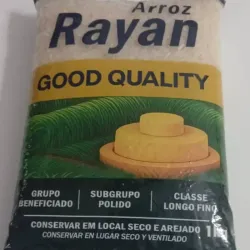 Arroz
Rayan
GOOD QUALITY
GRUPO
BENEFICIADO
SUBGRUPO
POLIDO
CLASSE
LONGO FINO
CONSERVAR EM LOCAL SECO E AREJADO
CONSERVAR EN LUGAR SECO Y VENTILADO